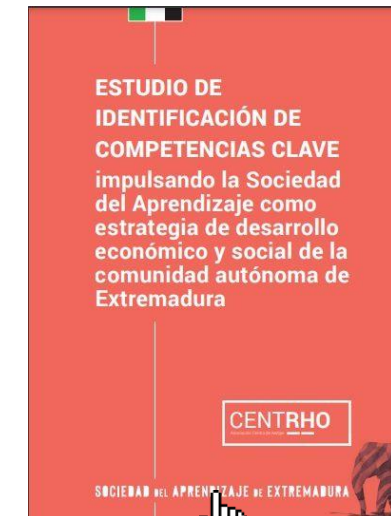 ESTUDIO DE
IDENTIFICACIÓN DE
COMPETENCIAS CLAVE
impulsando la Sociedad
del Aprendizaje como
estrategia de desarrollo
económico y social de la
comunidad autónoma de
Extremadura
CENTRHO
SOCIEDAD DEL APRENDIZAJE DE EXTREMADURA